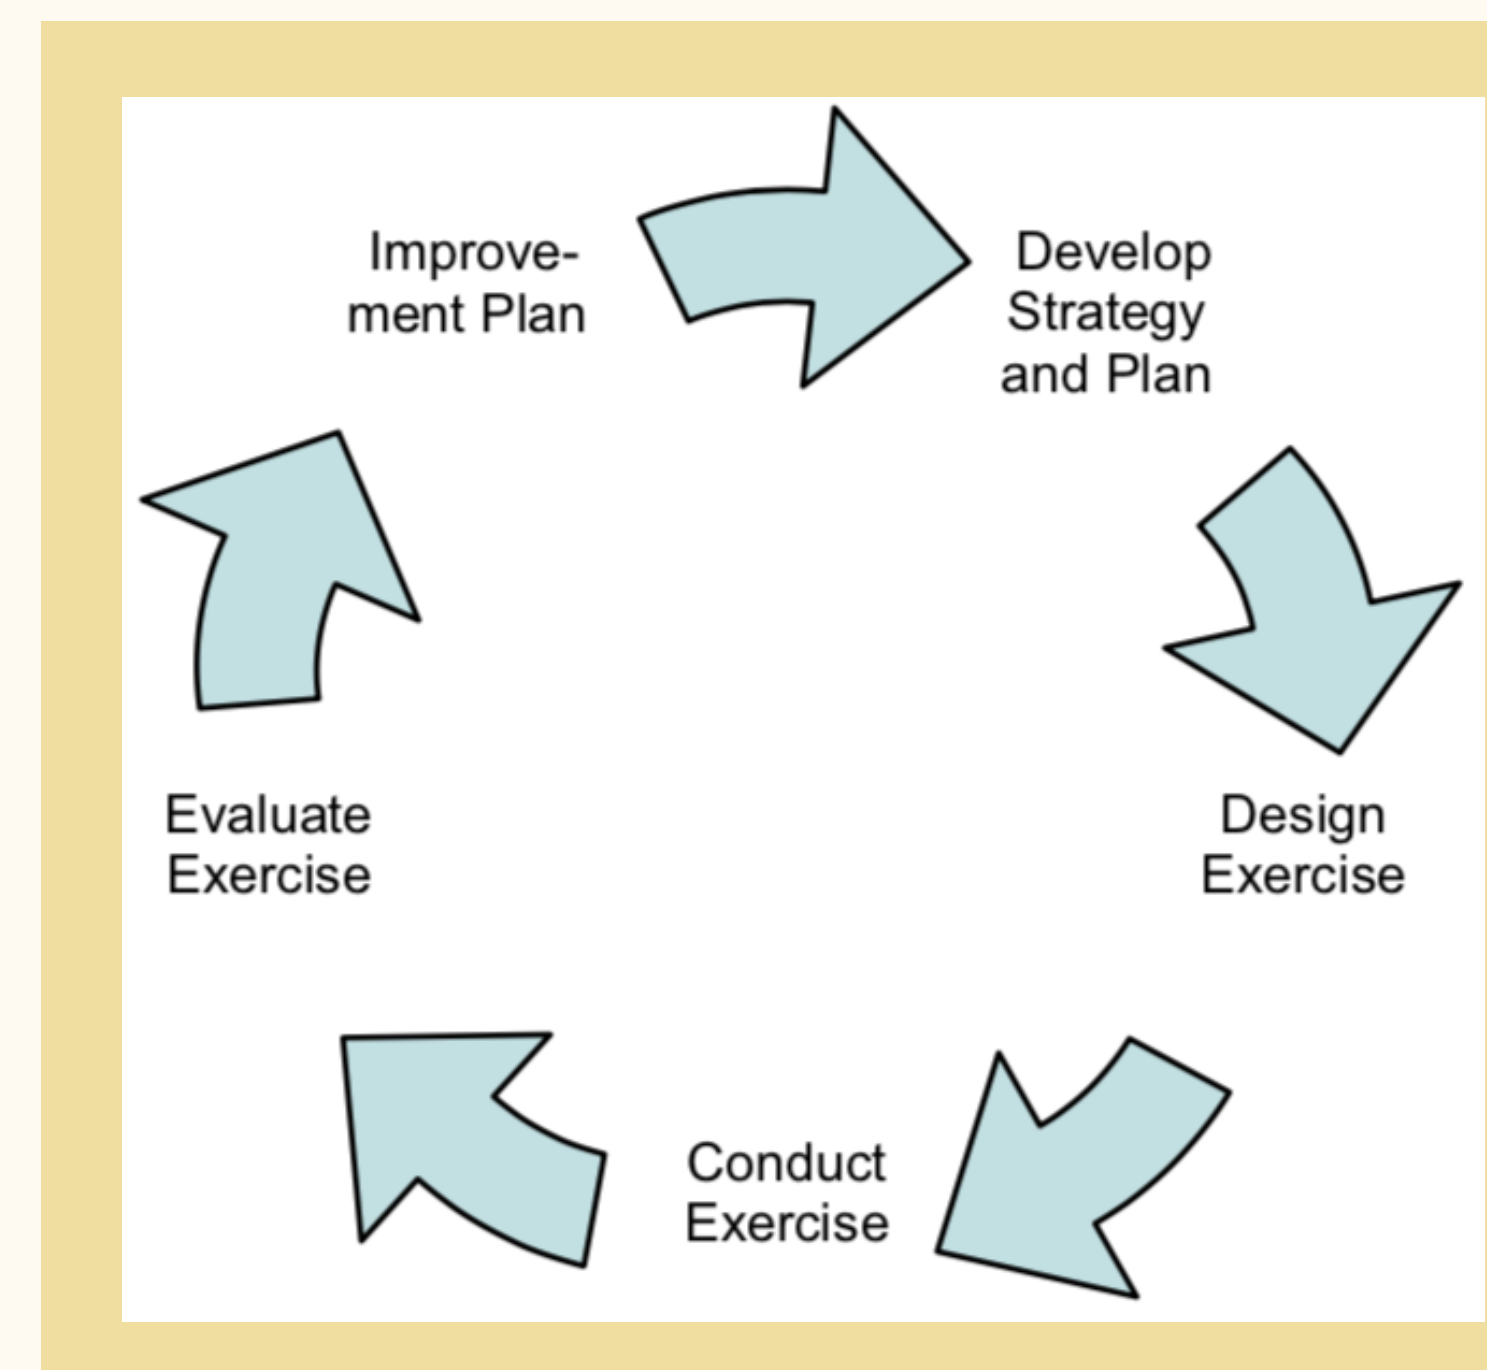 Improve-
ment Plan
Develop
Strategy
and Plan
Design
Exercise
Conduct
Exercise
Evaluate
Exercise